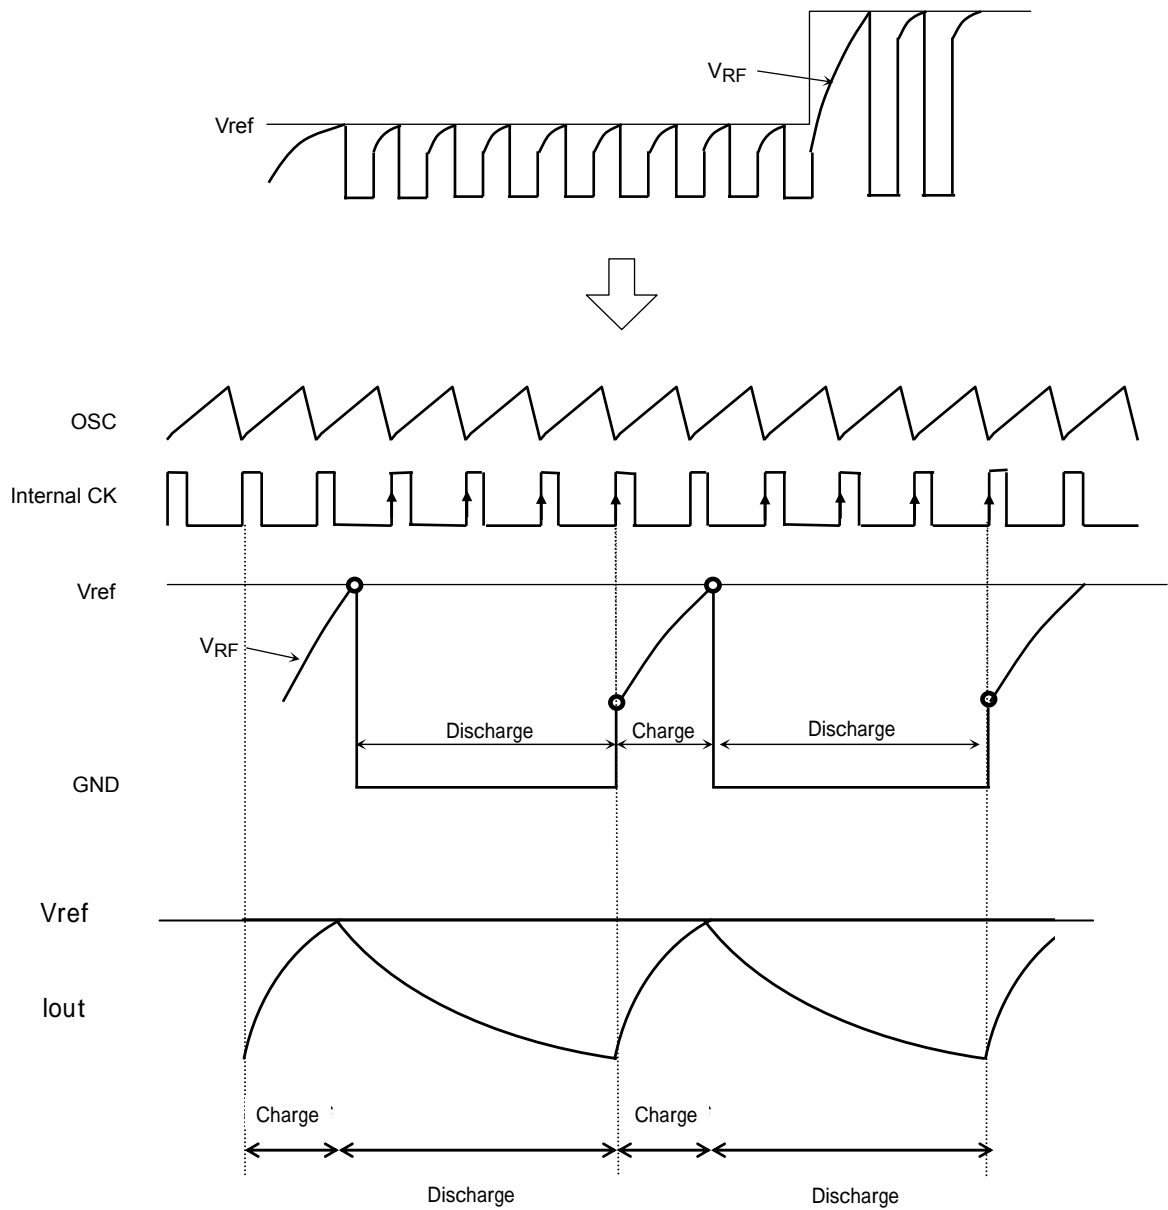 VRF
Vref
OSC
Internal CK
Vref
VRF
Discharge
Charge
Discharge
GND
Vref
Iout
Charge
Charge
Discharge
Discharge